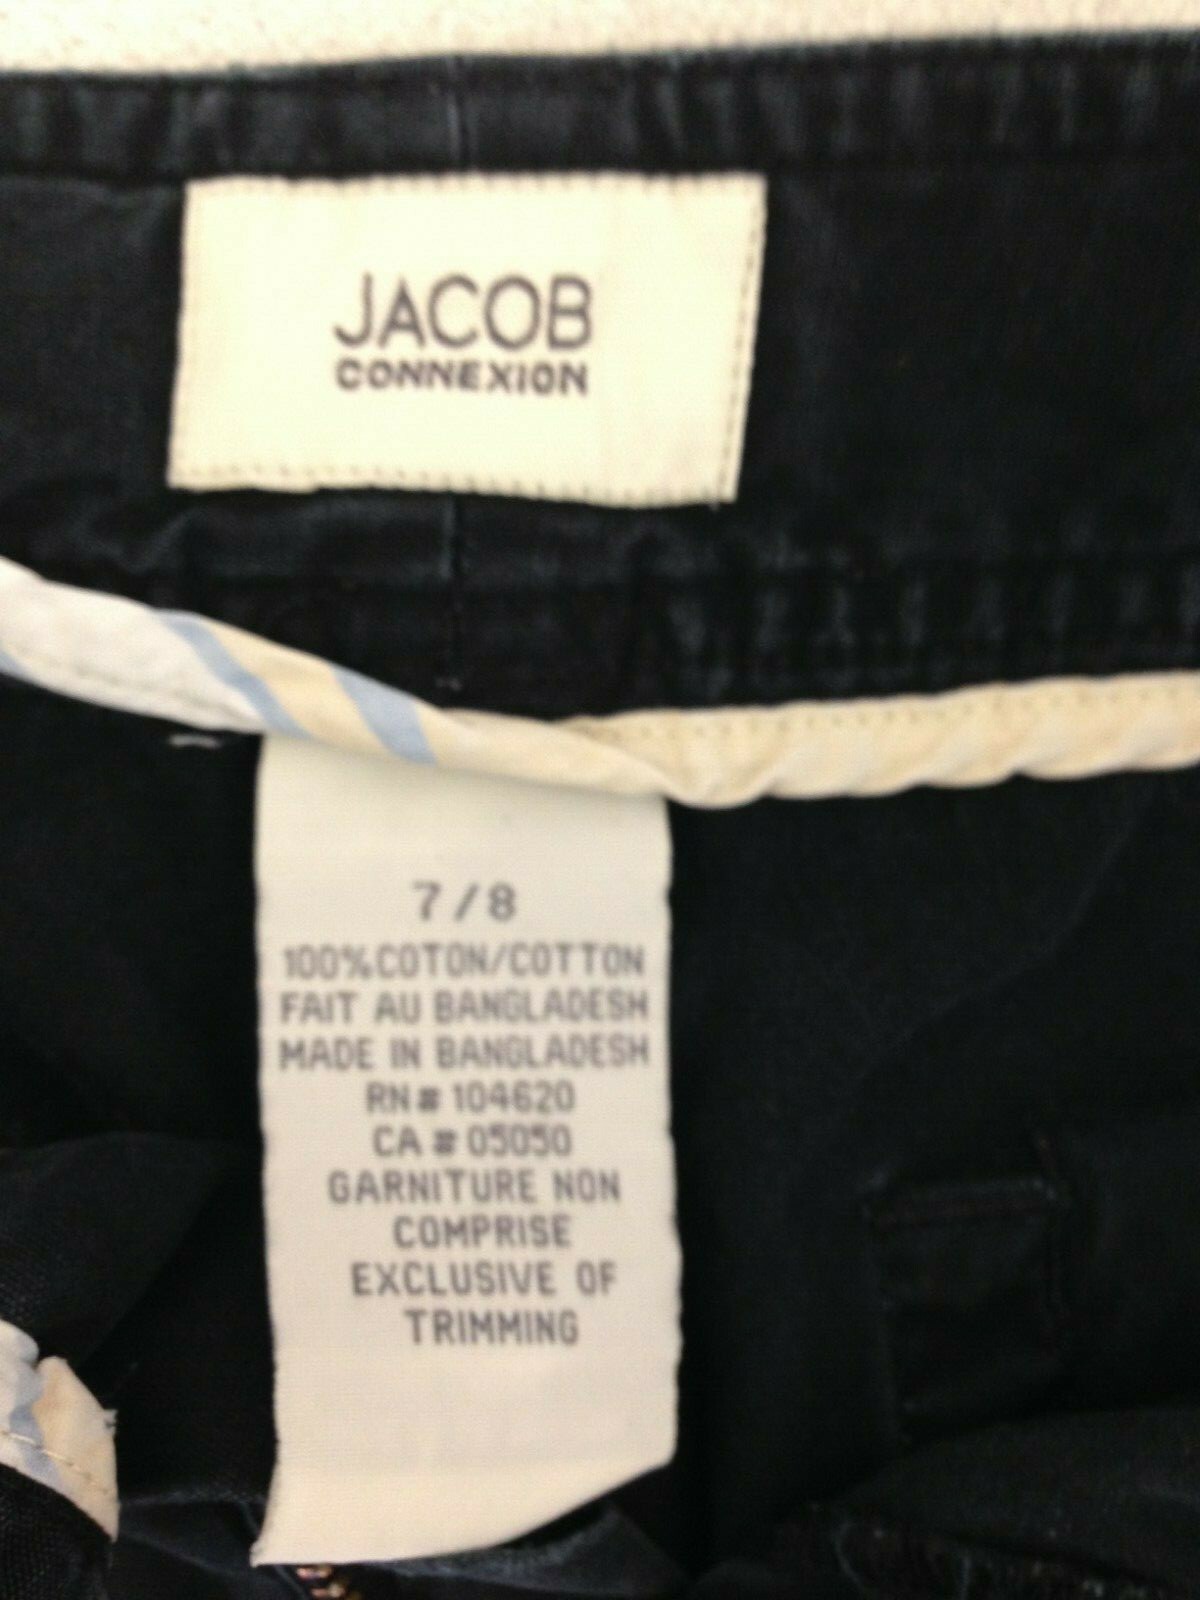 JACOB
CONNEXION
7/8
100%COTON/COTTON
FAIT AU BANGLADESH
MADE IN BANGLADESH
RN# 104620
CA # 05050
GARNITURE NON
COMPRISE
EXCLUSIVE OF
TRIMMING